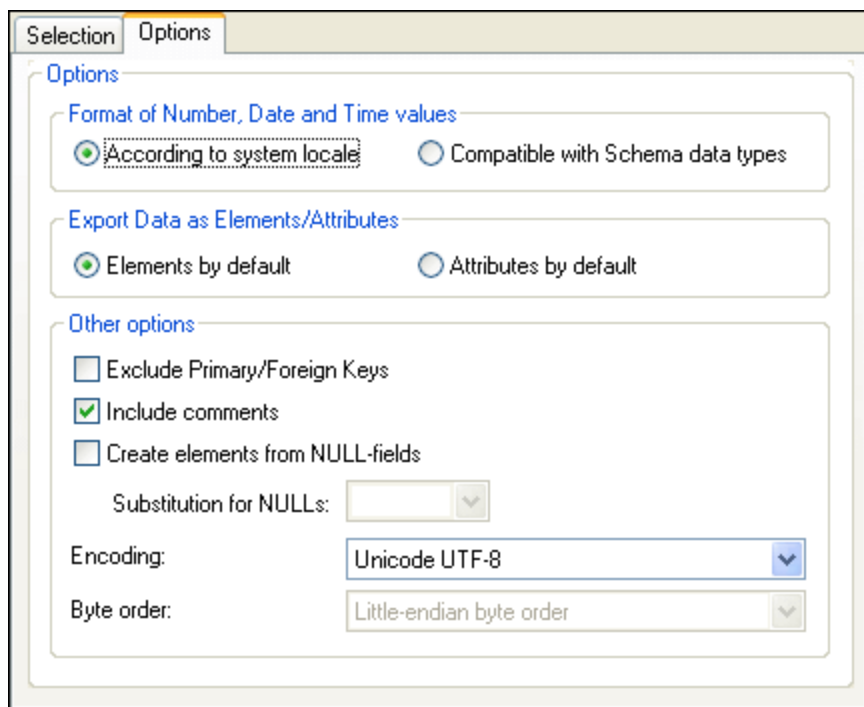 Selection Options
Options
Format of Number, Date and Time values
According to system locale Compatible with Schema data types
Export Data as Elements/Attributes
Elements by default Attributes by default
Other options
Exclude Primary/Foreign Keys
Include comments
Create elements from NULL-fields
Substitution for NULLs:
Encoding: Unicode UTF-8
Byte order: Little-endian byte order